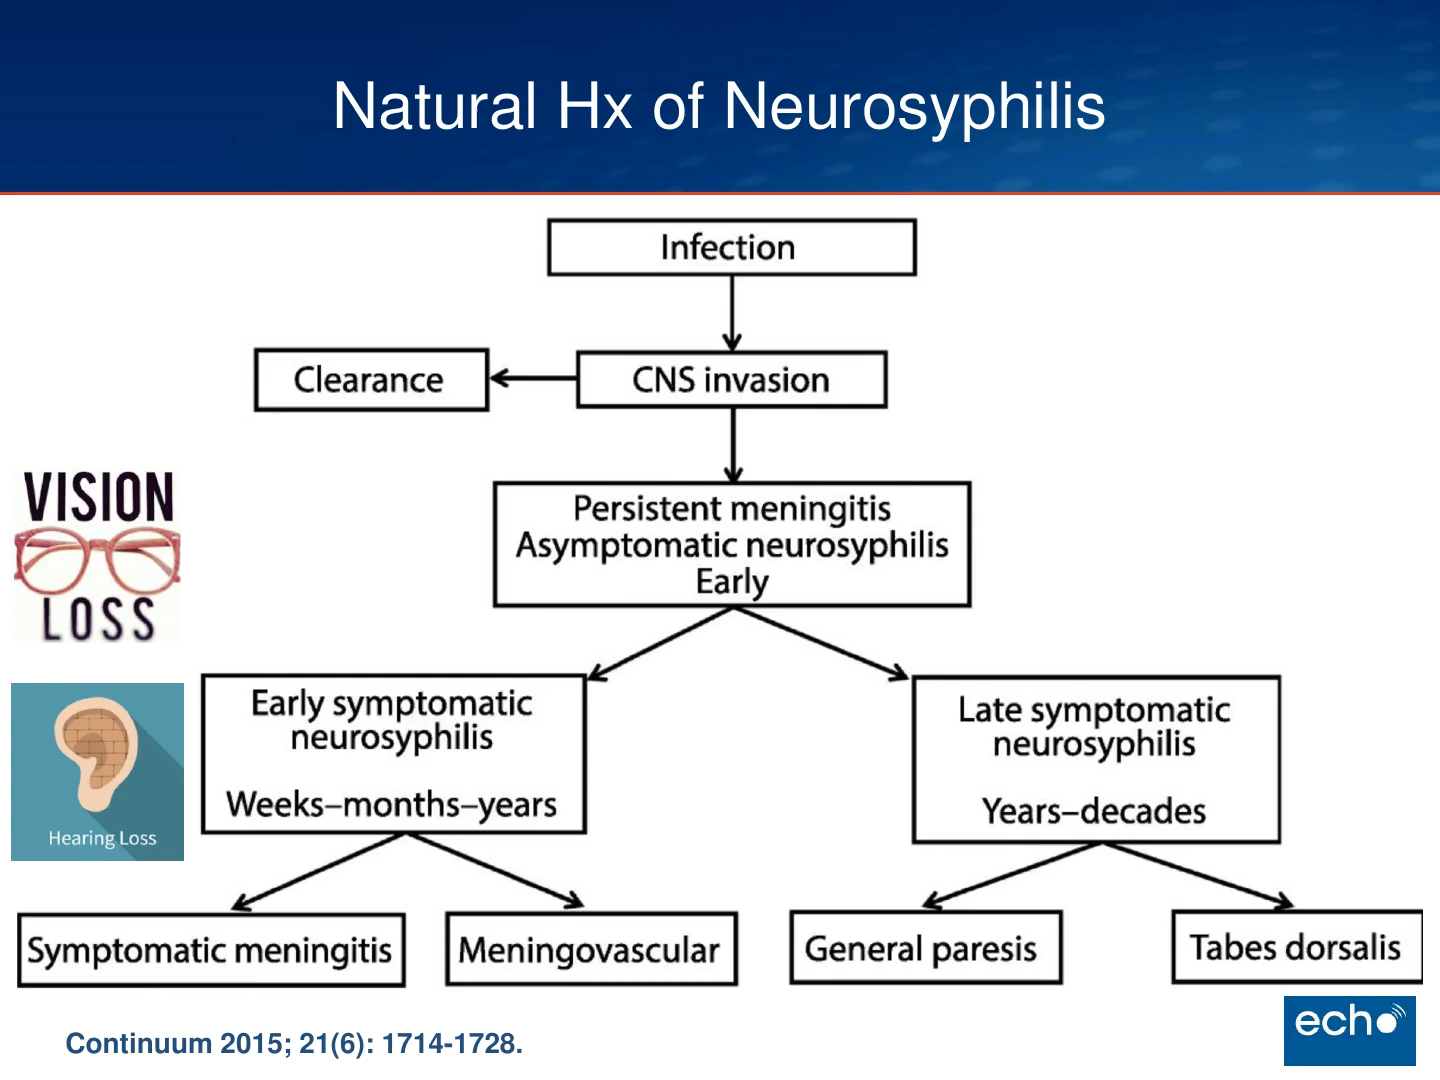 Natural Hx of Neurosyphilis
Infection
Clearance
CNS invasion
VISION
LOSS
Persistent meningitis
Asymptomatic neurosyphilis
Early
Hearing Loss
Early symptomatic
neurosyphilis
Weeks–months–years
Late symptomatic
neurosyphilis
Years–decades
Symptomatic meningitis
Meningovascular
General paresis
Tabes dorsalis
Continuum 2015; 21(6): 1714-1728.
echo